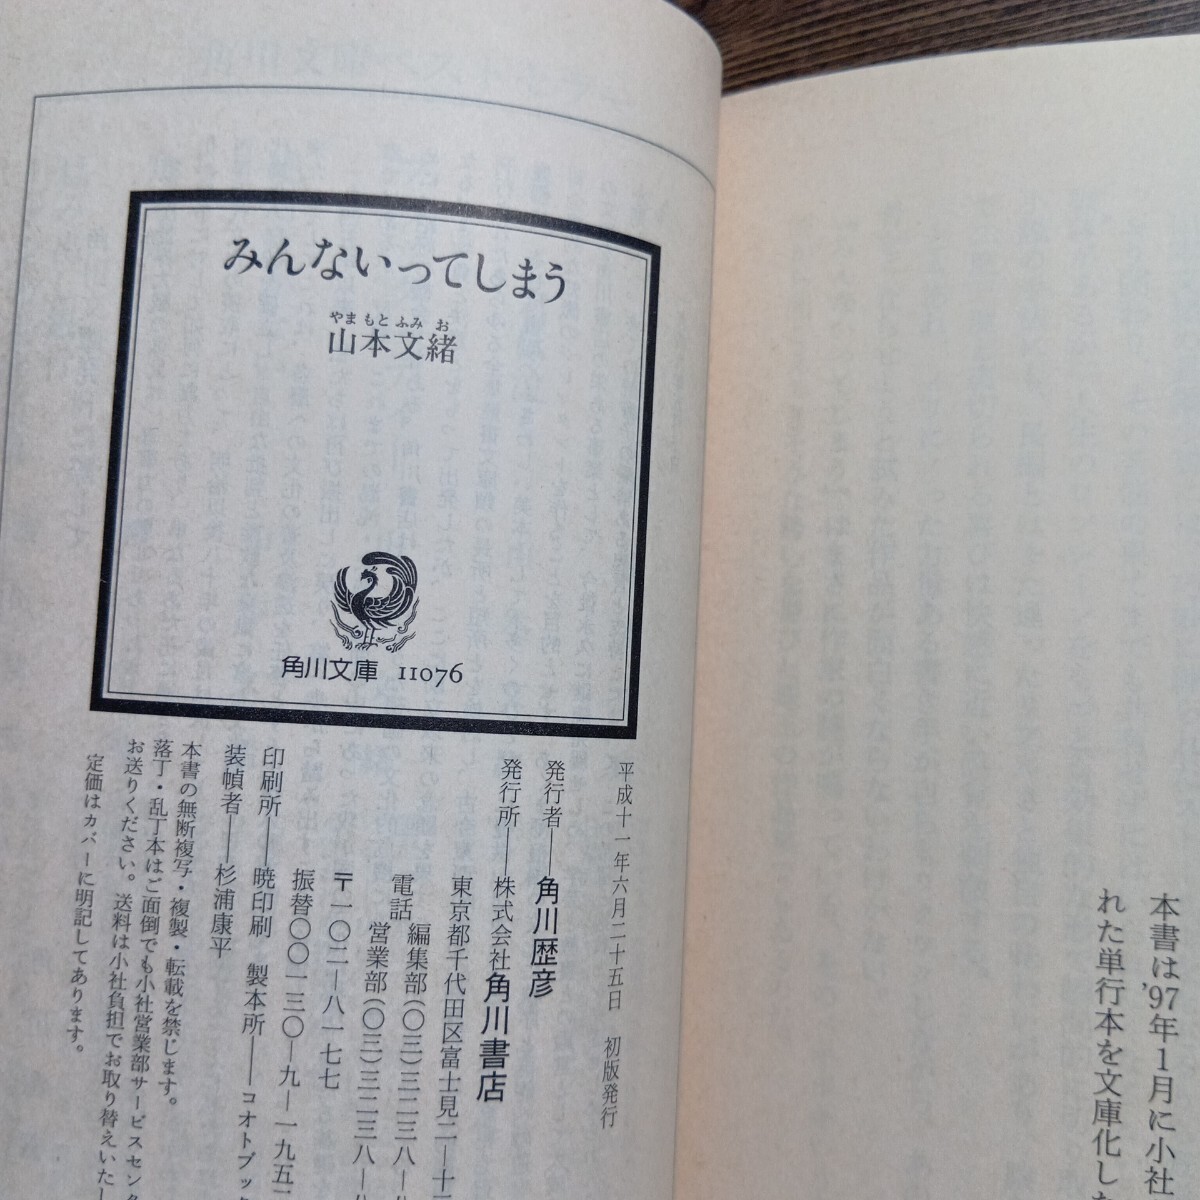 本書は'97年1月に小社
れた単行本を文庫化し
みんないってしまう
やまもとふみお
山本文緒
角川文庫 11076
平成十一年六月二十五日 初版発行
発行者――角川歴彦
発行所――株式会社角川書店
東京都千代田区富士見二―十
電話 編集部(〇三)三二三八―
営業部(〇三)三二三八―
〒一〇二―八一七七
振替〇〇一三〇―九―一九五二
印刷所――暁印刷 製本所――コオトブック
装幀者――杉浦康平
本書の無断複写・複製・転載を禁じます。
落丁・乱丁本はご面倒でも小社営業部サービスセンタ
お送りください。送料は小社負担でお取り替えいた
定価はカバーに明記してあります。